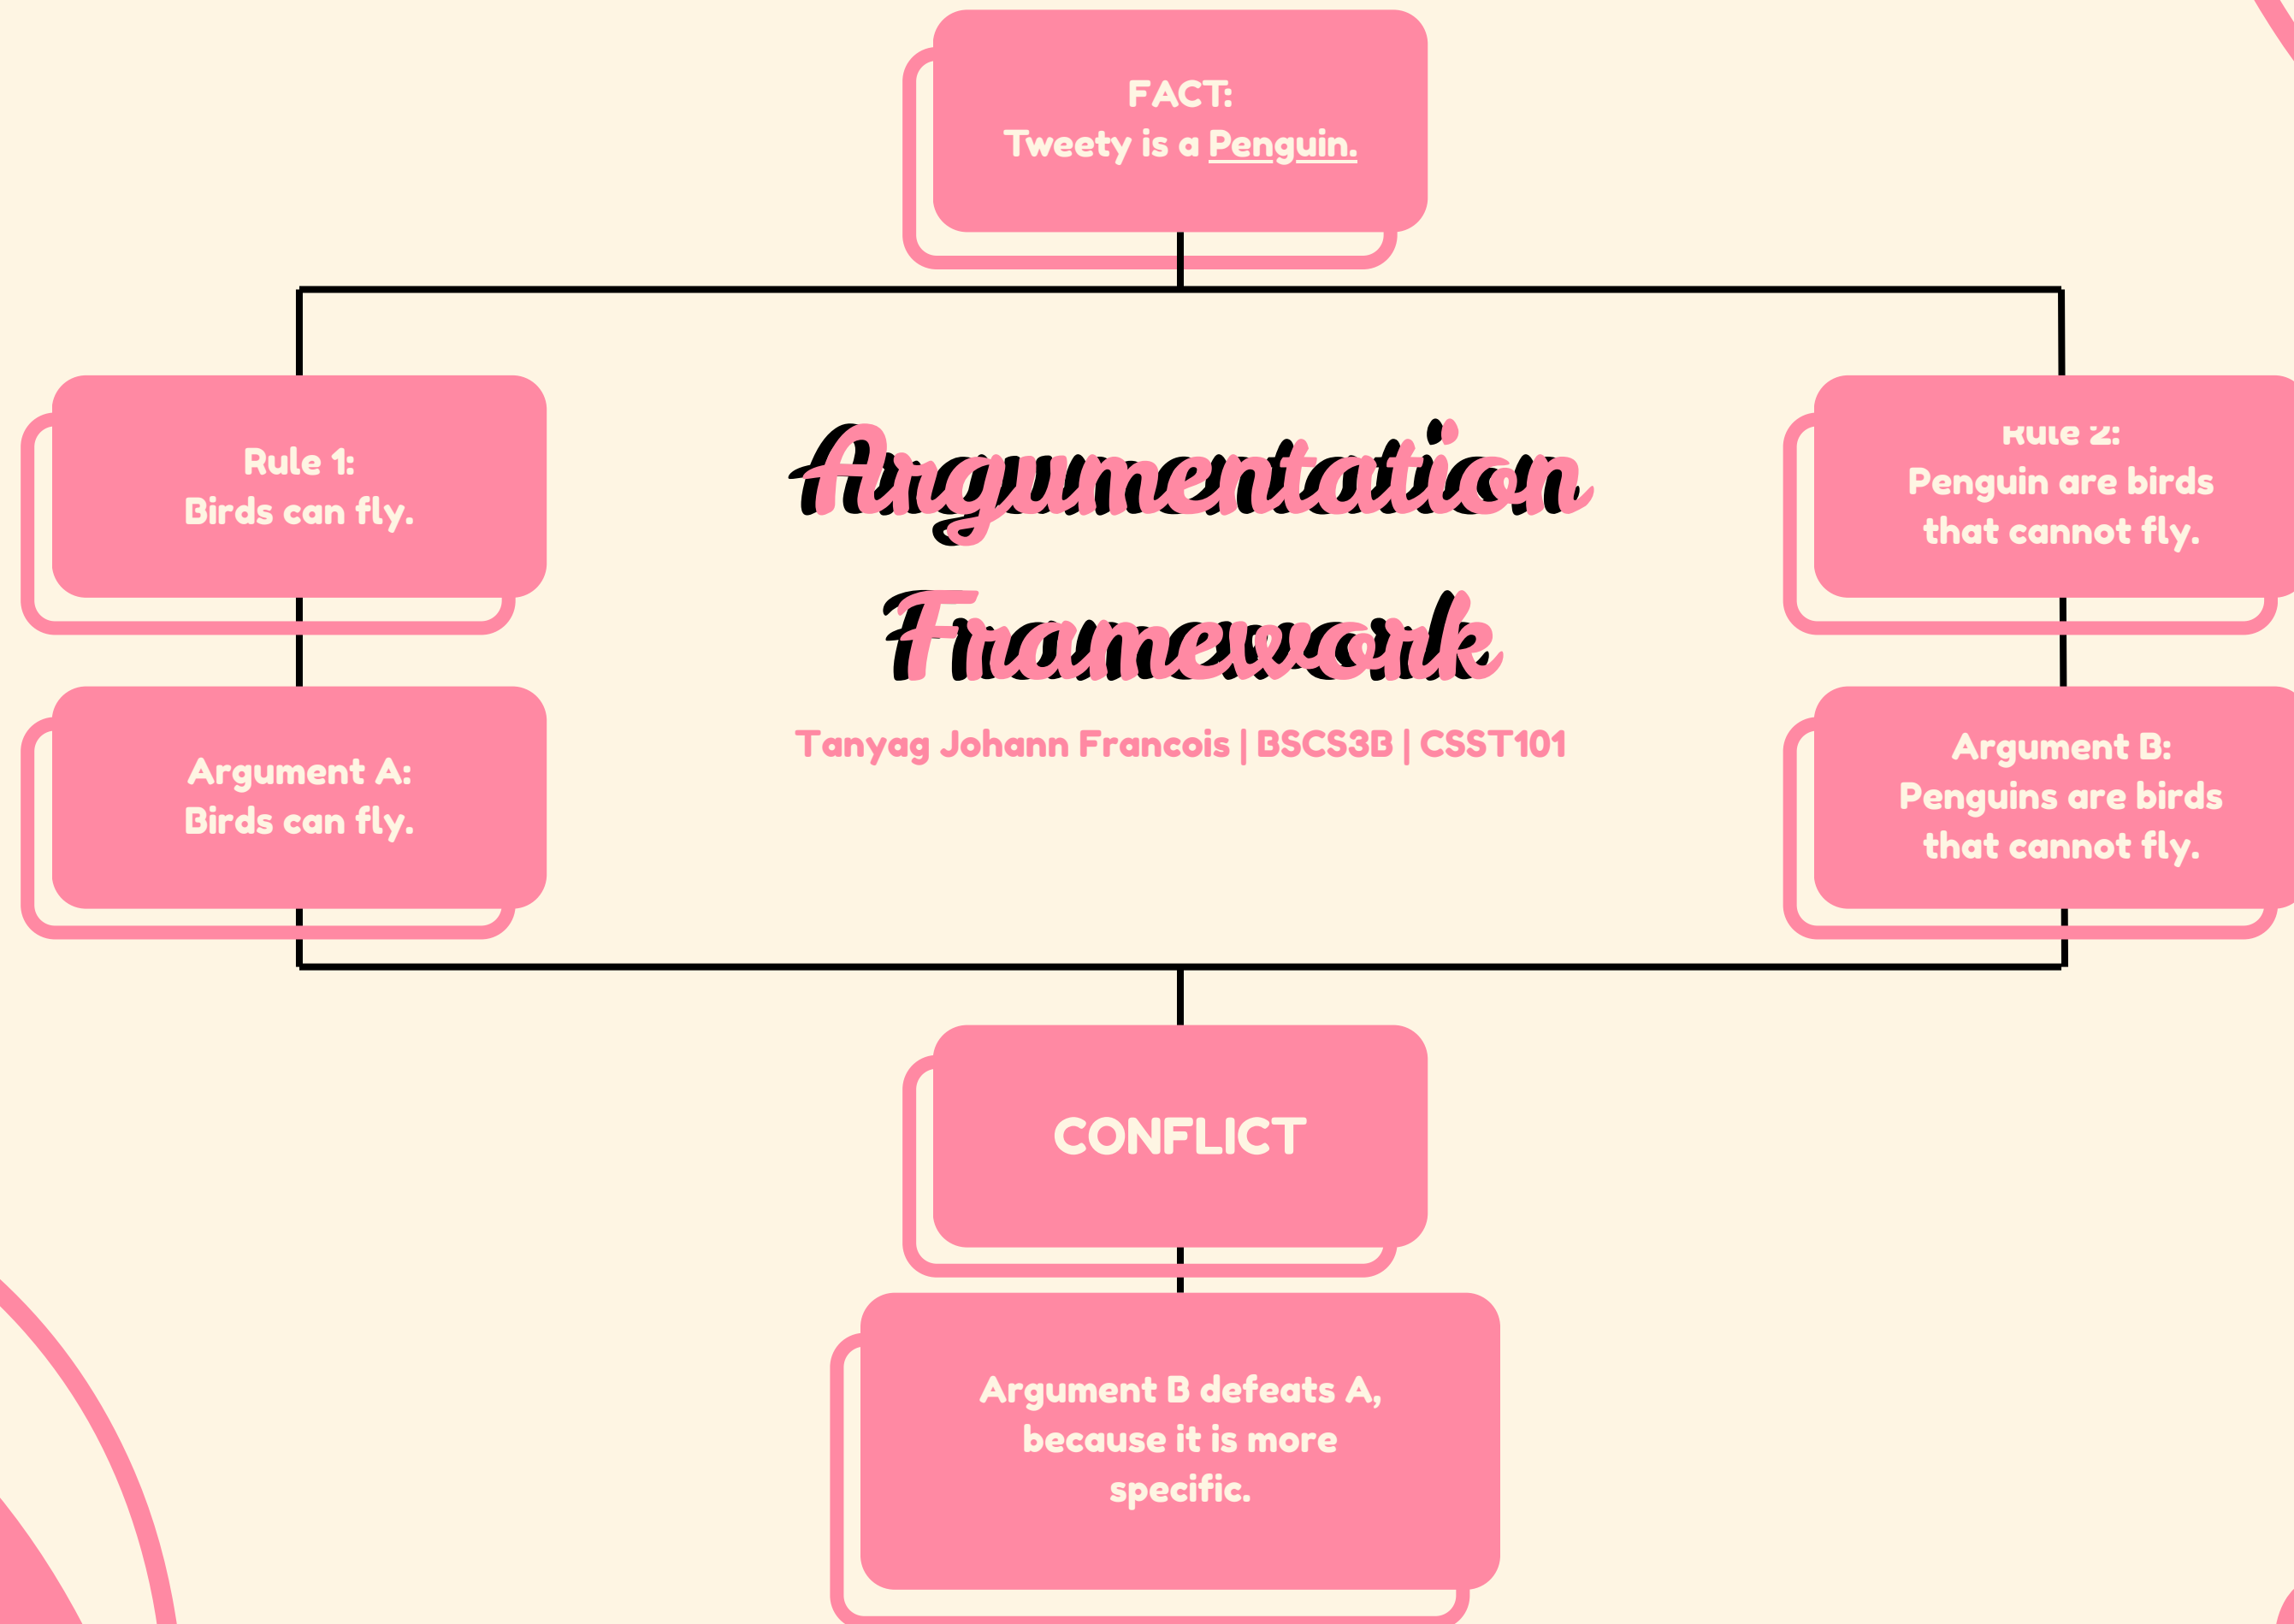 FACT:
Tweety is a Penguin.
Rule 1:
Birds can fly.
Rule 2:
Penguin are birds
that cannot fly.
Argumentation
Framework
Tanyag Johann Francois | BSCS3B | CSST101
Argument A:
Birds can fly.
Argument B:
Penguins are birds
that cannot fly.
CONFLICT
Argument B defeats A,
because it is more
specific.